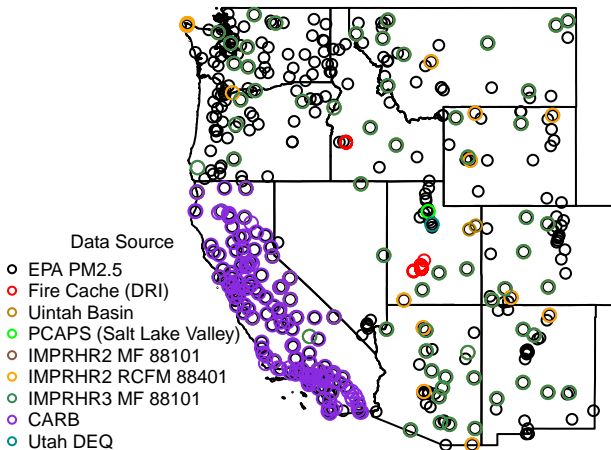 Data Source
EPA PM2.5
Fire Cache (DRI)
Uintah Basin
PCAPS (Salt Lake Valley)
IMPRHR2 MF 88101
IMPRHR2 RCFM 88401
IMPRHR3 MF 88101
CARB
Utah DEQ